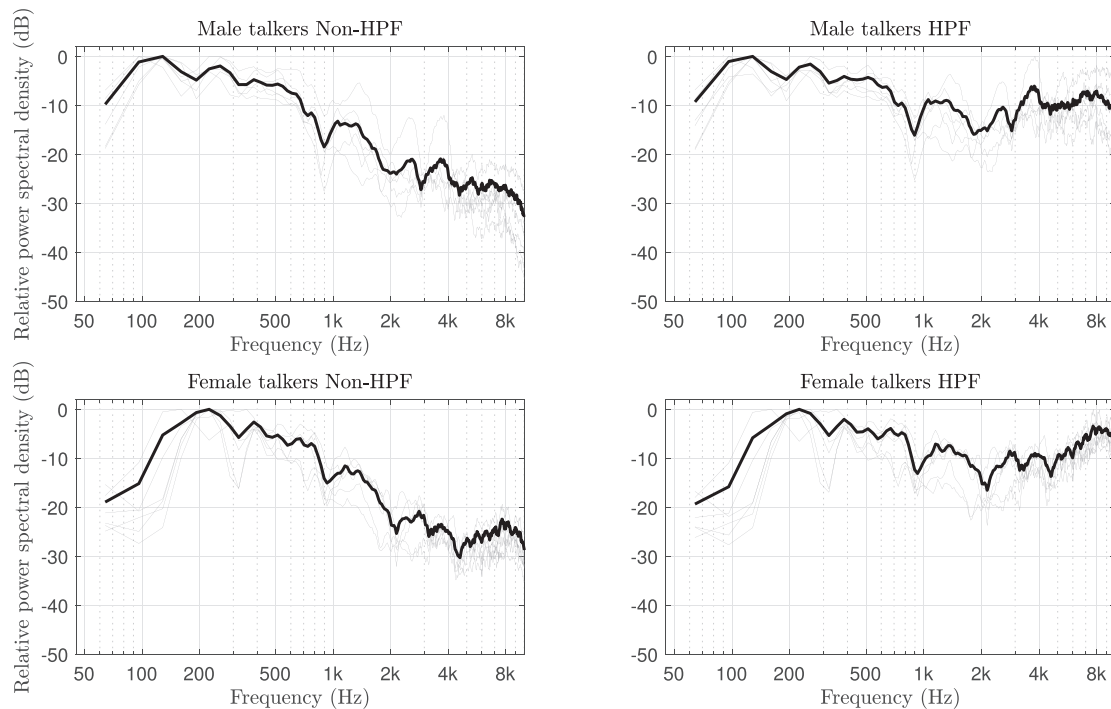 Male talkers Non-HPF
Relative power spectral density (dB)
0
-10
-20
-30
-40
-50
50 100 200 500 1k 2k 4k 8k
Frequency (Hz)
Male talkers HPF
0
-10
-20
-30
-40
-50
50 100 200 500 1k 2k 4k 8k
Frequency (Hz)
Female talkers Non-HPF
Relative power spectral density (dB)
0
-10
-20
-30
-40
-50
50 100 200 500 1k 2k 4k 8k
Frequency (Hz)
Female talkers HPF
0
-10
-20
-30
-40
-50
50 100 200 500 1k 2k 4k 8k
Frequency (Hz)